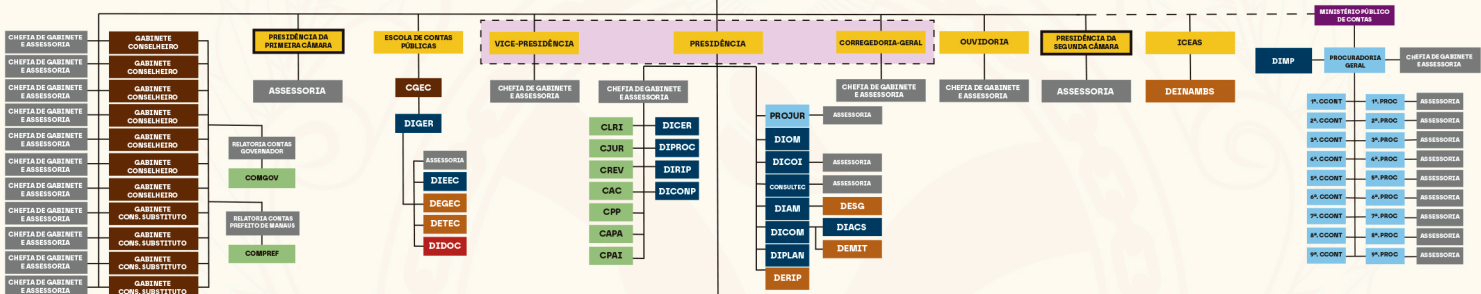 MINISTÉRIO PÚBLICO
DE CONTAS
CHEFIA DE GABINETE
E ASSESSORIA
GABINETE
CONSELHEIRO
CHEFIA DE GABINETE
E ASSESSORIA
GABINETE
CONSELHEIRO
CHEFIA DE GABINETE
E ASSESSORIA
GABINETE
CONSELHEIRO
CHEFIA DE GABINETE
E ASSESSORIA
GABINETE
CONSELHEIRO
CHEFIA DE GABINETE
E ASSESSORIA
GABINETE
CONSELHEIRO
CHEFIA DE GABINETE
E ASSESSORIA
GABINETE
CONSELHEIRO
CHEFIA DE GABINETE
E ASSESSORIA
GABINETE
CONSELHEIRO
CHEFIA DE GABINETE
E ASSESSORIA
GABINETE
CONS. SUBSTITUTO
CHEFIA DE GABINETE
E ASSESSORIA
GABINETE
CONS. SUBSTITUTO
CHEFIA DE GABINETE
E ASSESSORIA
GABINETE
CONS. SUBSTITUTO
CHEFIA DE GABINETE
E ASSESSORIA
GABINETE
CONS. SUBSTITUTO
RELATORIA CONTAS
GOVERNADOR
COMGOV
RELATORIA CONTAS
PREFEITO DE MANAUS
COMPREF
PRESIDÊNCIA DA
PRIMEIRA CÂMARA
ASSESSORIA
ESCOLA DE CONTAS
PÚBLICAS
CGEC
DIGER
ASSESSORIA
DIEEC
DEGEC
DETEC
DIDOC
VICE-PRESIDÊNCIA
CHEFIA DE GABINETE
E ASSESSORIA
PRESIDÊNCIA
CHEFIA DE GABINETE
E ASSESSORIA
CLRI
DICER
CJUR
DIPROC
CREV
DIRIP
CAC
DICONP
CPP
CAPA
CPAI
PROJUR
ASSESSORIA
DIOM
DICOI
ASSESSORIA
CONSULTEC
ASSESSORIA
DIAM
DESG
DICOM
DIACS
DEMIT
DIPLAN
DERIP
CORREGEDORIA-GERAL
CHEFIA DE GABINETE
E ASSESSORIA
OUVIDORIA
CHEFIA DE GABINETE
E ASSESSORIA
PRESIDÊNCIA DA
SEGUNDA CÂMARA
ASSESSORIA
ICEAS
DEINAMBS
DIMP
PROCURADORIA
GERAL
CHEFIA DE GABINETE
E ASSESSORIA
1ª. CCONT
1ª. PROC
ASSESSORIA
2ª. CCONT
2ª. PROC
ASSESSORIA
3ª. CCONT
3ª. PROC
ASSESSORIA
4ª. CCONT
4ª. PROC
ASSESSORIA
5ª. CCONT
5ª. PROC
ASSESSORIA
6ª. CCONT
6ª. PROC
ASSESSORIA
7ª. CCONT
7ª. PROC
ASSESSORIA
8ª. CCONT
8ª. PROC
ASSESSORIA
9ª. CCONT
9ª. PROC
ASSESSORIA